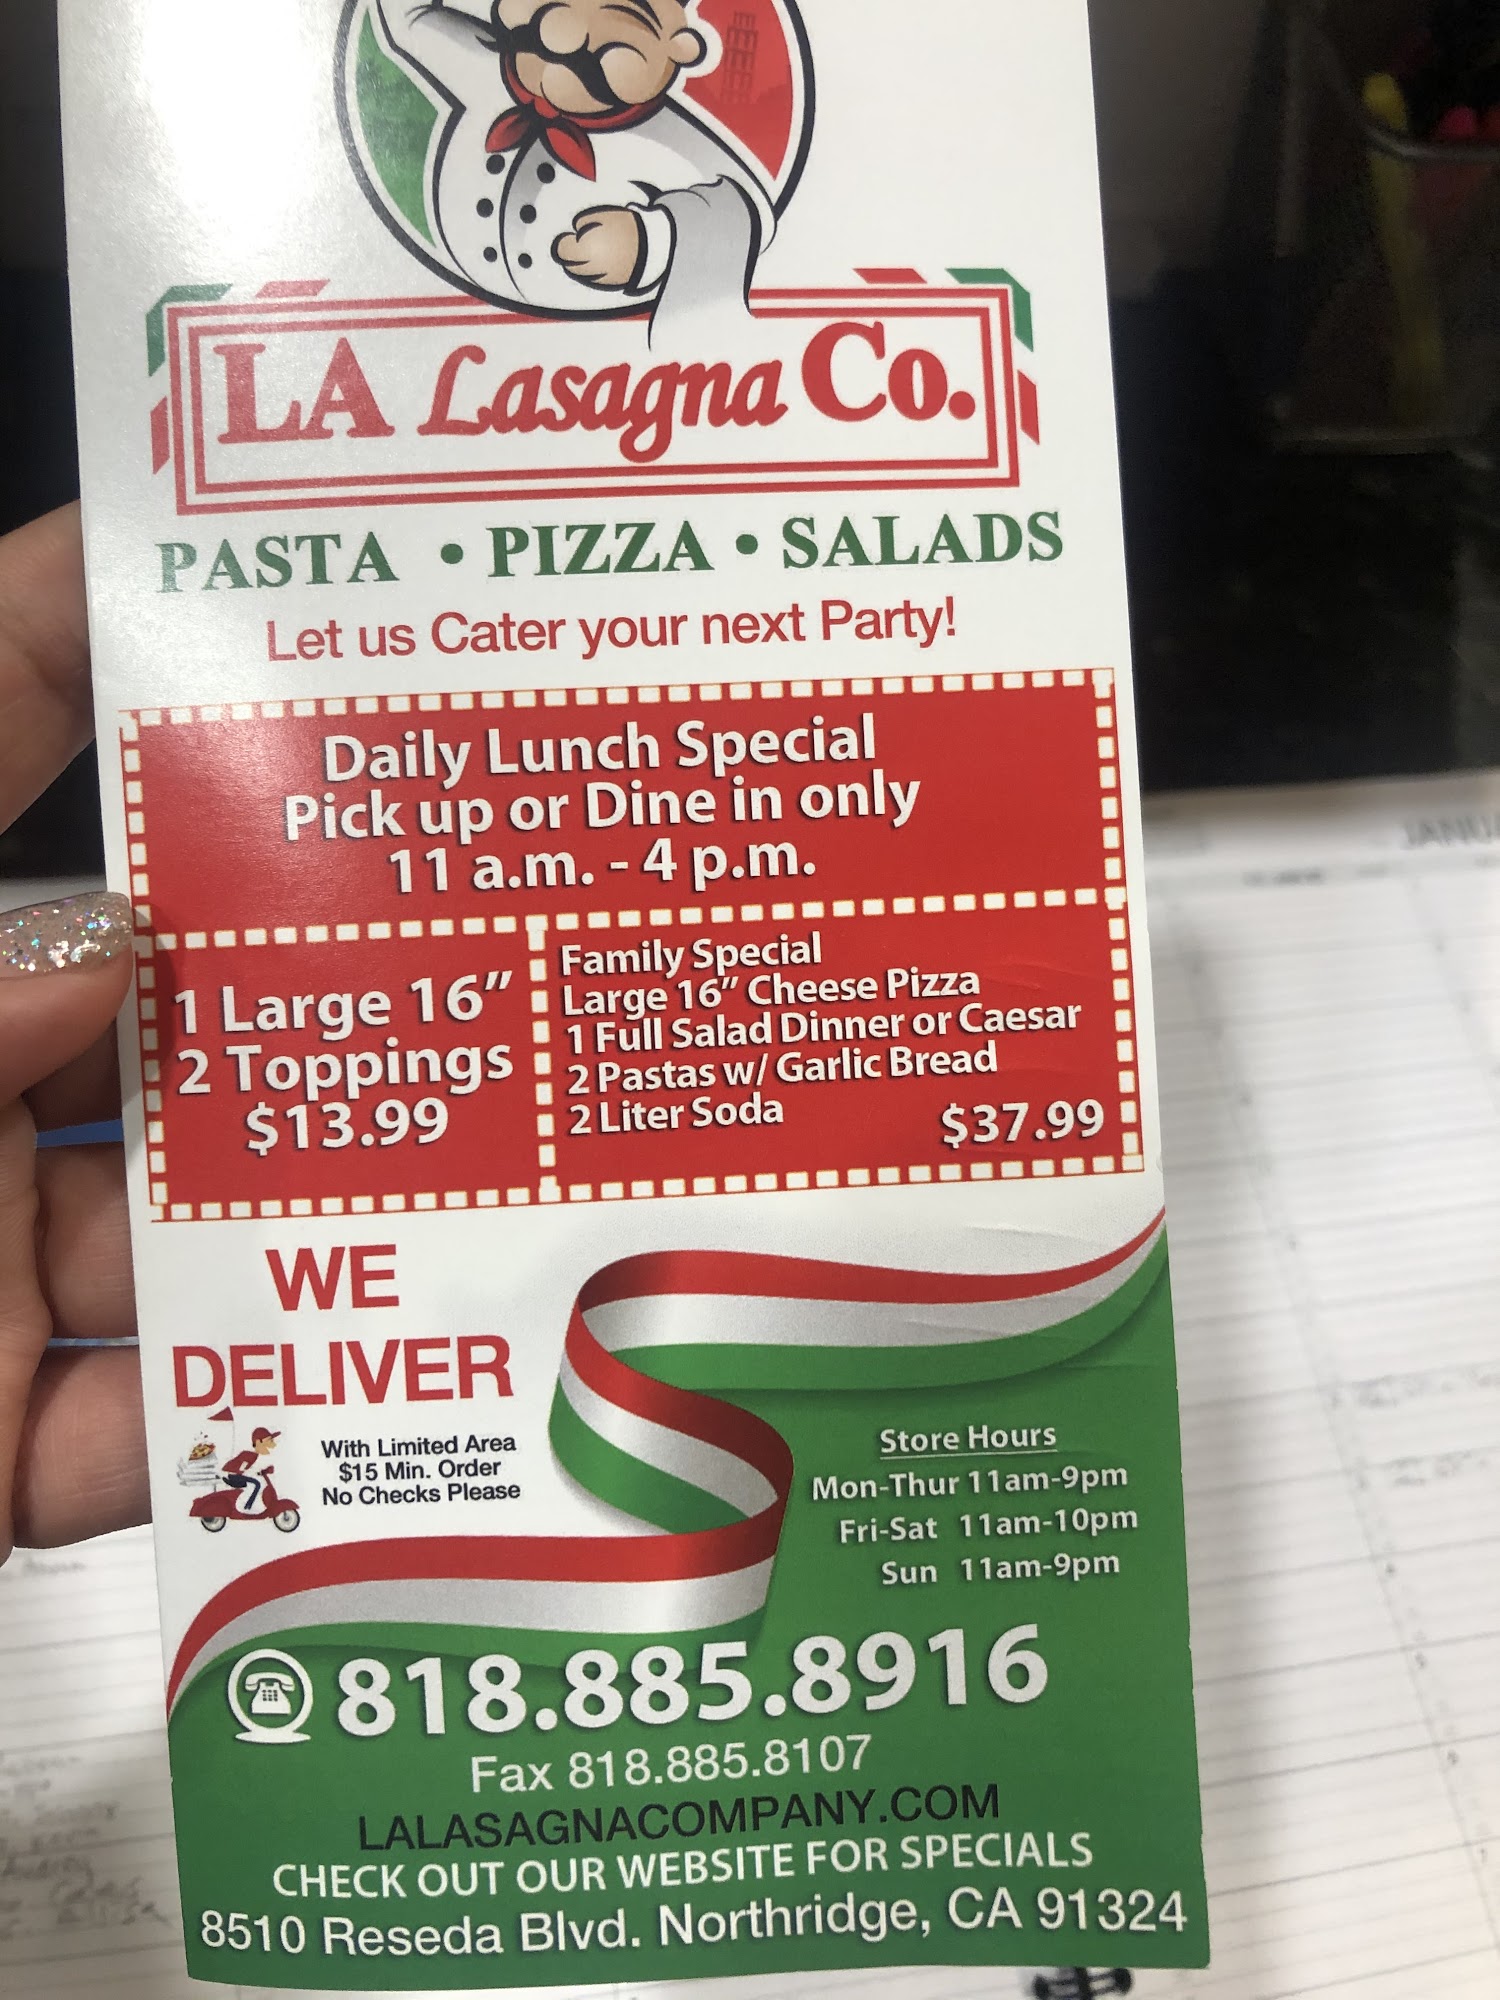 LA Lasagna Co.
PASTA • PIZZA • SALADS
Let us Cater your next Party!
Daily Lunch Special
Pick up or Dine in only
11 a.m. - 4 p.m.
1 Large 16”
2 Toppings
$13.99
Family Special
Large 16” Cheese Pizza
1 Full Salad Dinner or Caesar
2 Pastas w/ Garlic Bread
2 Liter Soda
$37.99
WE
DELIVER
With Limited Area
$15 Min. Order
No Checks Please
Store Hours
Mon-Thur 11am-9pm
Fri-Sat 11am-10pm
Sun 11am-9pm
818.885.8916
Fax 818.885.8107
LALASAGNACOMPANY.COM
CHECK OUT OUR WEBSITE FOR SPECIALS
8510 Reseda Blvd. Northridge, CA 91324